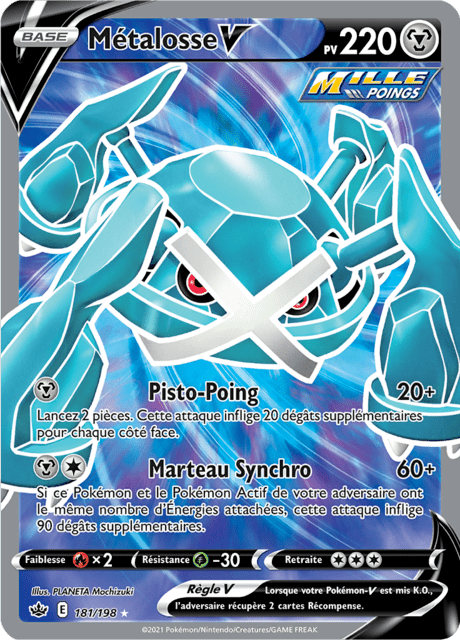 BASE
Métalosse V
PV 220
MILLE
POINGS
Pisto-Poing 20+
Lancez 2 pièces. Cette attaque inflige 20 dégâts supplémentaires
pour chaque côté face.
Marteau Synchro 60+
Si ce Pokémon et le Pokémon Actif de votre adversaire ont
le même nombre d'Énergies attachées, cette attaque inflige
90 dégâts supplémentaires.
Faiblesse ×2 Résistance -30 Retraite
Illus. PLANETA Mochizuki
Règle V
Lorsque votre Pokémon-V est mis K.O.,
l'adversaire récupère 2 cartes Récompense.
E 181/198
©2021 Pokémon/Nintendo/Creatures/GAME FREAK